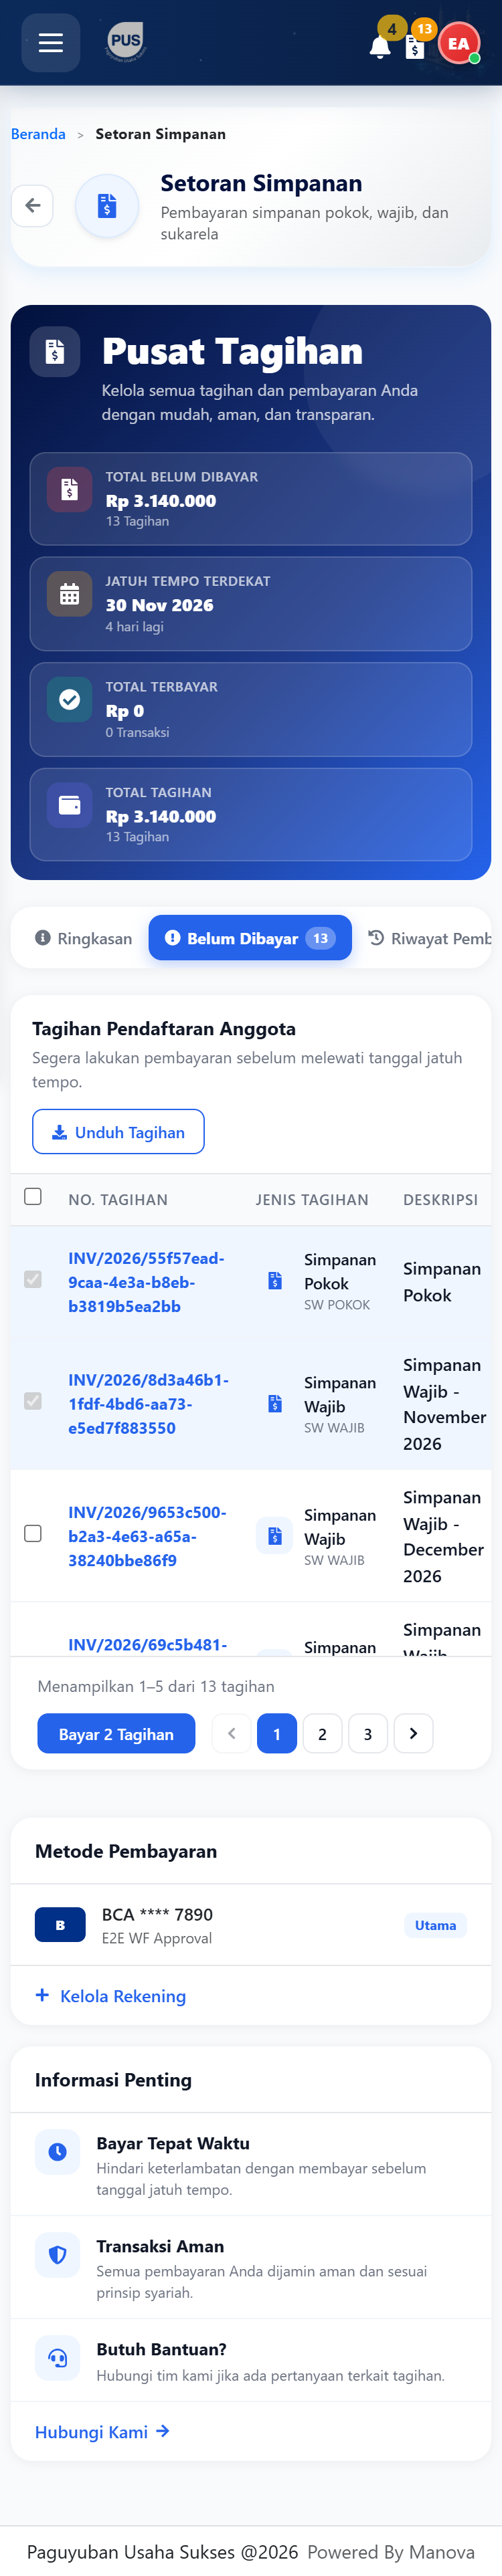 PUS
4
13
EA
Beranda > Setoran Simpanan
Setoran Simpanan
Pembayaran simpanan pokok, wajib, dan
sukarela
Pusat Tagihan
Kelola semua tagihan dan pembayaran Anda
dengan mudah, aman, dan transparan.
TOTAL BELUM DIBAYAR
Rp 3.140.000
13 Tagihan
JATUH TEMPO TERDEKAT
30 Nov 2026
4 hari lagi
TOTAL TERBAYAR
Rp 0
0 Transaksi
TOTAL TAGIHAN
Rp 3.140.000
13 Tagihan
Ringkasan
Belum Dibayar 13
Riwayat Pemb
Tagihan Pendaftaran Anggota
Segera lakukan pembayaran sebelum melewati tanggal jatuh
tempo.
Unduh Tagihan
NO. TAGIHAN JENIS TAGIHAN DESKRIPSI
INV/2026/55f57ead-
9caa-4e3a-b8eb-
b3819b5ea2bb
Simpanan
Pokok
SW POKOK
Simpanan
Pokok
INV/2026/8d3a46b1-
1fdf-4bd6-aa73-
e5ed7f883550
Simpanan
Wajib
SW WAJIB
Simpanan
Wajib -
November
2026
INV/2026/9653c500-
b2a3-4e63-a65a-
38240bbe86f9
Simpanan
Wajib
SW WAJIB
Simpanan
Wajib -
December
2026
INV/2026/69c5b481-
Simpanan
Simpanan
Wajib
Menampilkan 1–5 dari 13 tagihan
Bayar 2 Tagihan
1 2 3
Metode Pembayaran
B
BCA **** 7890
E2E WF Approval
Utama
Kelola Rekening
Informasi Penting
Bayar Tepat Waktu
Hindari keterlambatan dengan membayar sebelum
tanggal jatuh tempo.
Transaksi Aman
Semua pembayaran Anda dijamin aman dan sesuai
prinsip syariah.
Butuh Bantuan?
Hubungi tim kami jika ada pertanyaan terkait tagihan.
Hubungi Kami
Paguyuban Usaha Sukses @2026 Powered By Manova